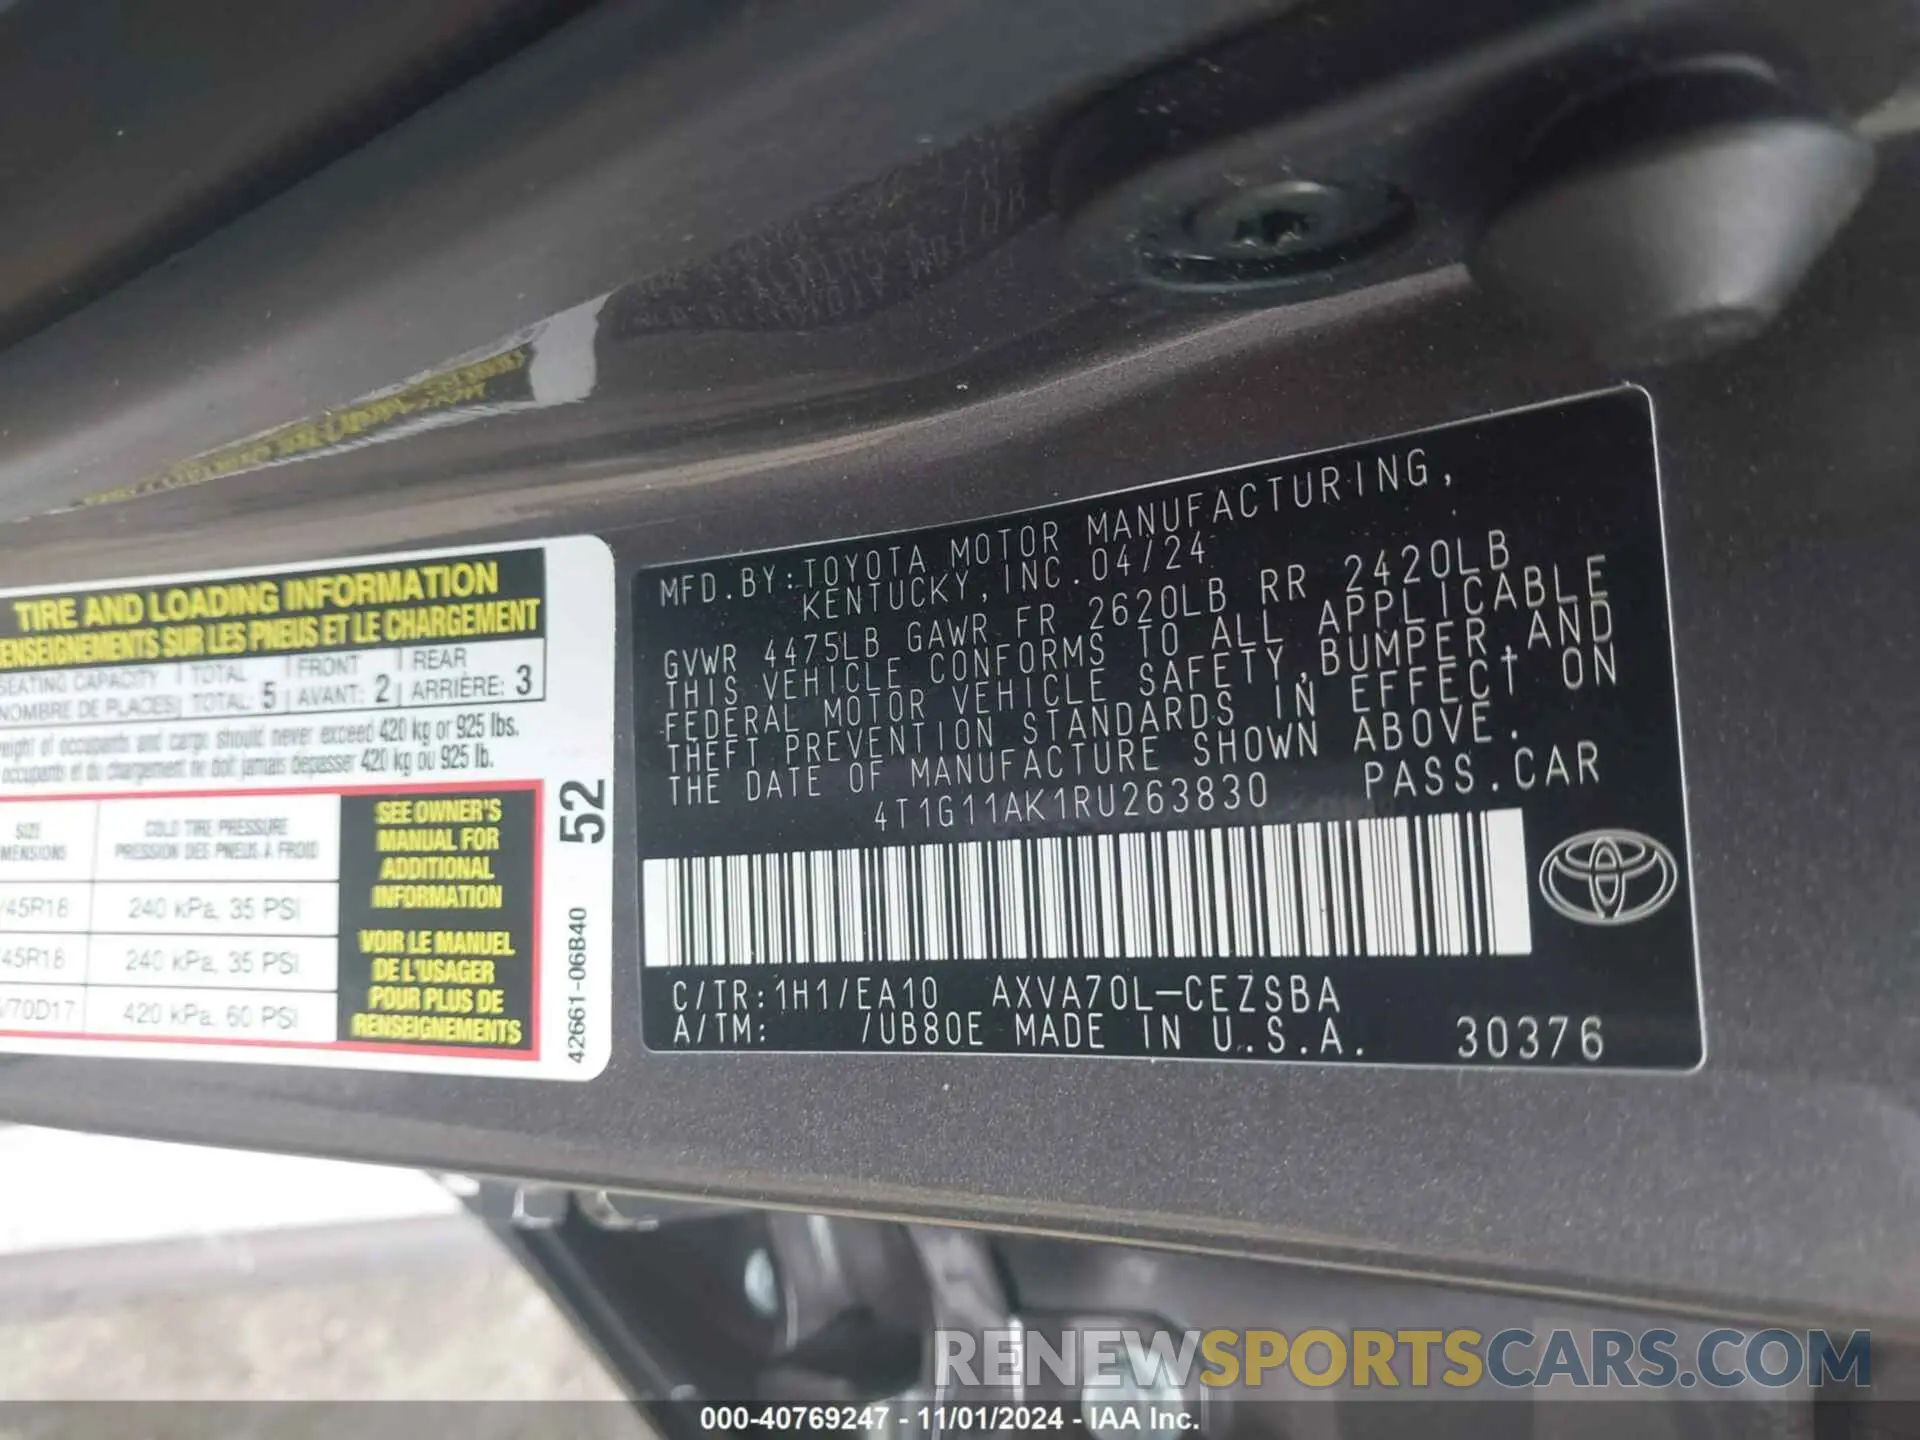 TIRE AND LOADING INFORMATION
RENSEIGNEMENTS SUR LES PNEUS ET LE CHARGEMENT
SEATING CAPACITY TOTAL FRONT REAR
NOMBRE DE PLACES TOTAL: 5 AVANT: 2 ARRIÈRE: 3
weight of occupants and cargo should never exceed 420 kg or 925 lbs.
occupants et du chargement ne doit jamais dépasser 420 kg ou 925 lb.
SIZE
COLD TIRE PRESSURE
PRESSION DES PNEUS A FROID
/45R18 240 kPa, 35 PSI
/45R18 240 kPa, 35 PSI
/70D17 420 kPa, 60 PSI
SEE OWNER'S
MANUAL FOR
ADDITIONAL
INFORMATION
VOIR LE MANUEL
DE L'USAGER
POUR PLUS DE
RENSEIGNEMENTS
52
42661-06B40
MFD.BY:TOYOTA MOTOR MANUFACTURING,
KENTUCKY, INC. 04/24
GVWR 4475LB GAWR FR 2620LB RR 2420LB
THIS VEHICLE CONFORMS TO ALL APPLICABLE
FEDERAL MOTOR VEHICLE SAFETY, BUMPER, AND
THEFT PREVENTION STANDARDS IN EFFECT ON
THE DATE OF MANUFACTURE SHOWN ABOVE.
4T1G11AK1RU263830 PASS.CAR
C/TR:1H1/EA10 AXVA70L-CEZSBA
A/TM: /UB80E MADE IN U.S.A. 30376
RENEWSPORTSCARS.COM
000-40769247 - 11/01/2024 - IAA Inc.